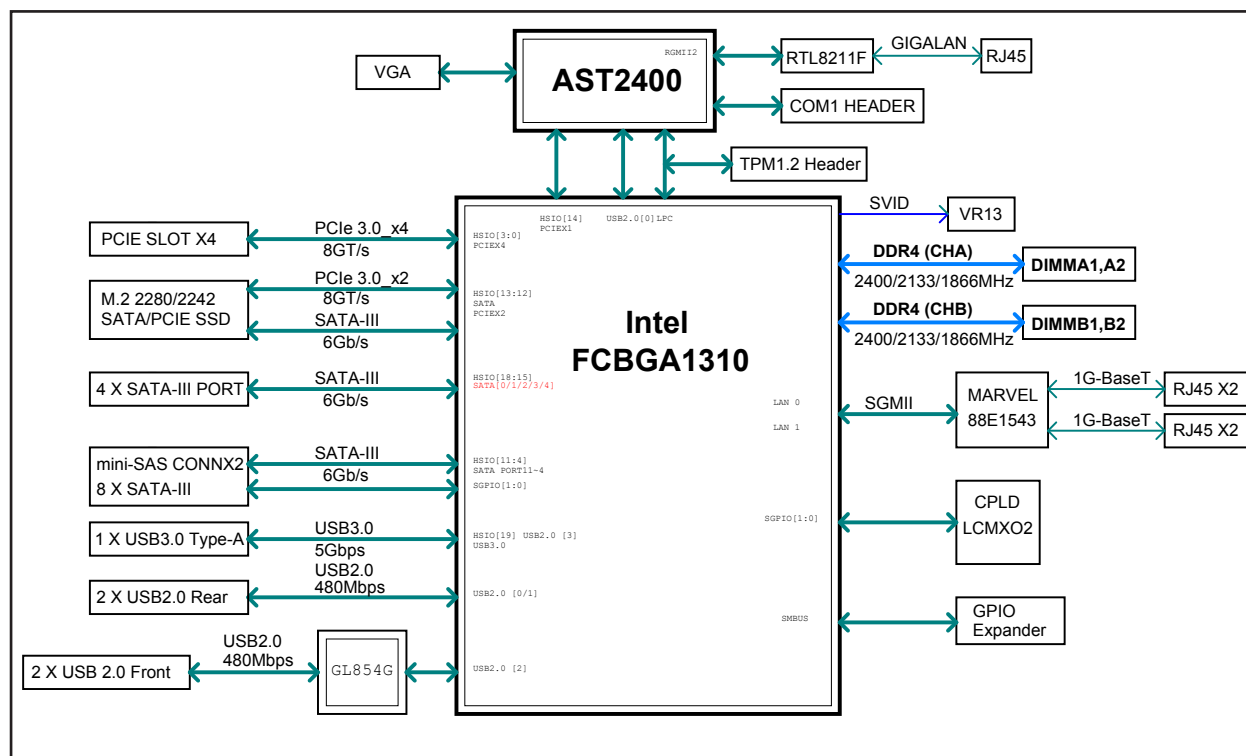 RGMII2
AST2400
VGA
RTL8211F
GIGALAN
RJ45
COM1 HEADER
TPM1.2 Header
HSIO[14]
PCIEX1
USB2.0[0]
LPC
SVID
VR13
PCIE SLOT X4
PCIe 3.0_x4
8GT/s
HSIO[3:0]
PCIEX4
DDR4 (CHA)
2400/2133/1866MHz
DIMMA1,A2
M.2 2280/2242
SATA/PCIE SSD
PCIe 3.0_x2
8GT/s
SATA-III
6Gb/s
HSIO[13:12]
SATA
PCIEX2
Intel
FCBGA1310
DDR4 (CHB)
2400/2133/1866MHz
DIMMB1,B2
4 X SATA-III PORT
SATA-III
6Gb/s
HSIO[18:15]
SATA[0/1/2/3/4]
LAN 0
LAN 1
SGMII
MARVEL
88E1543
1G-BaseT
RJ45 X2
1G-BaseT
RJ45 X2
mini-SAS CONNX2
8 X SATA-III
SATA-III
6Gb/s
HSIO[11:4]
SATA PORT11~4
SGPIO[1:0]
SGPIO[1:0]
CPLD
LCMXO2
1 X USB3.0 Type-A
USB3.0
5Gbps
HSIO[19] USB2.0 [3]
USB3.0
2 X USB2.0 Rear
USB2.0
480Mbps
USB2.0 [0/1]
SMBUS
GPIO
Expander
2 X USB 2.0 Front
USB2.0
480Mbps
GL854G
USB2.0 [2]